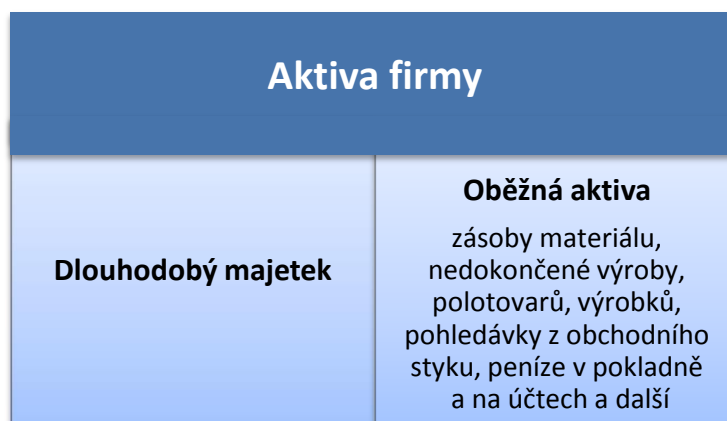 Aktiva firmy
Dlouhodobý majetek
Oběžná aktiva
zásoby materiálu,
nedokončené výroby,
polotovarů, výrobků,
pohledávky z obchodního
styku, peníze v pokladně
a na účtech a další